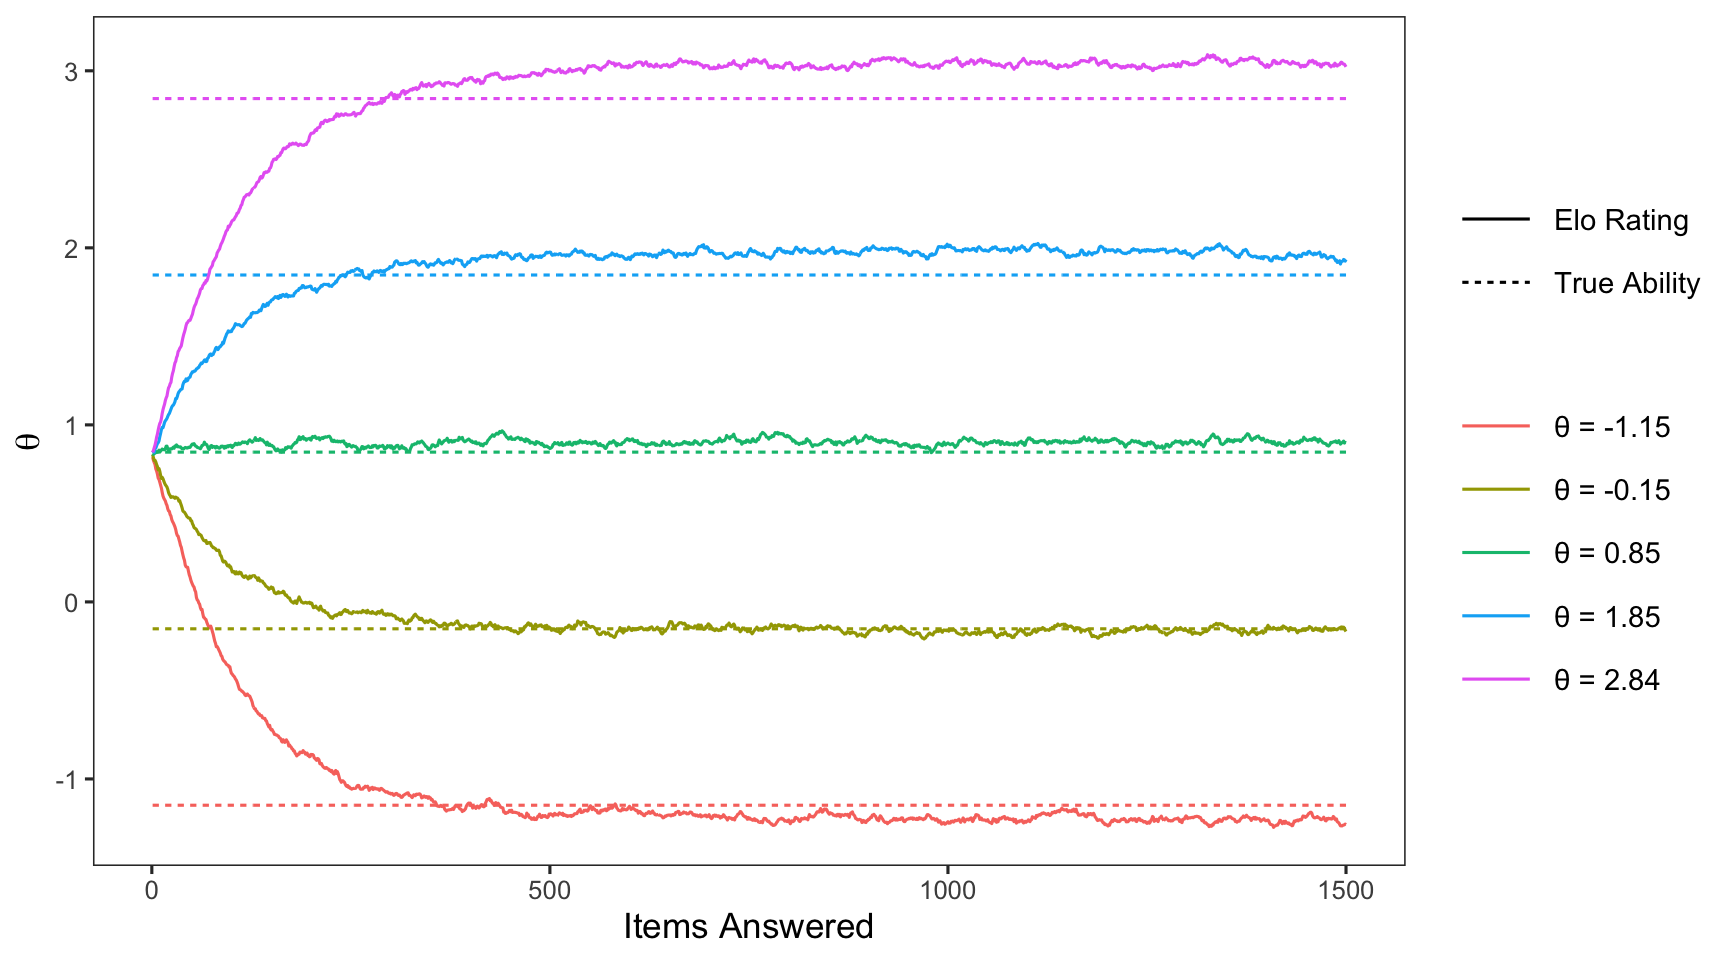 3
2
1
0
-1
θ
0
500
1000
1500
Items Answered
Elo Rating
True Ability
θ = -1.15
θ = -0.15
θ = 0.85
θ = 1.85
θ = 2.84